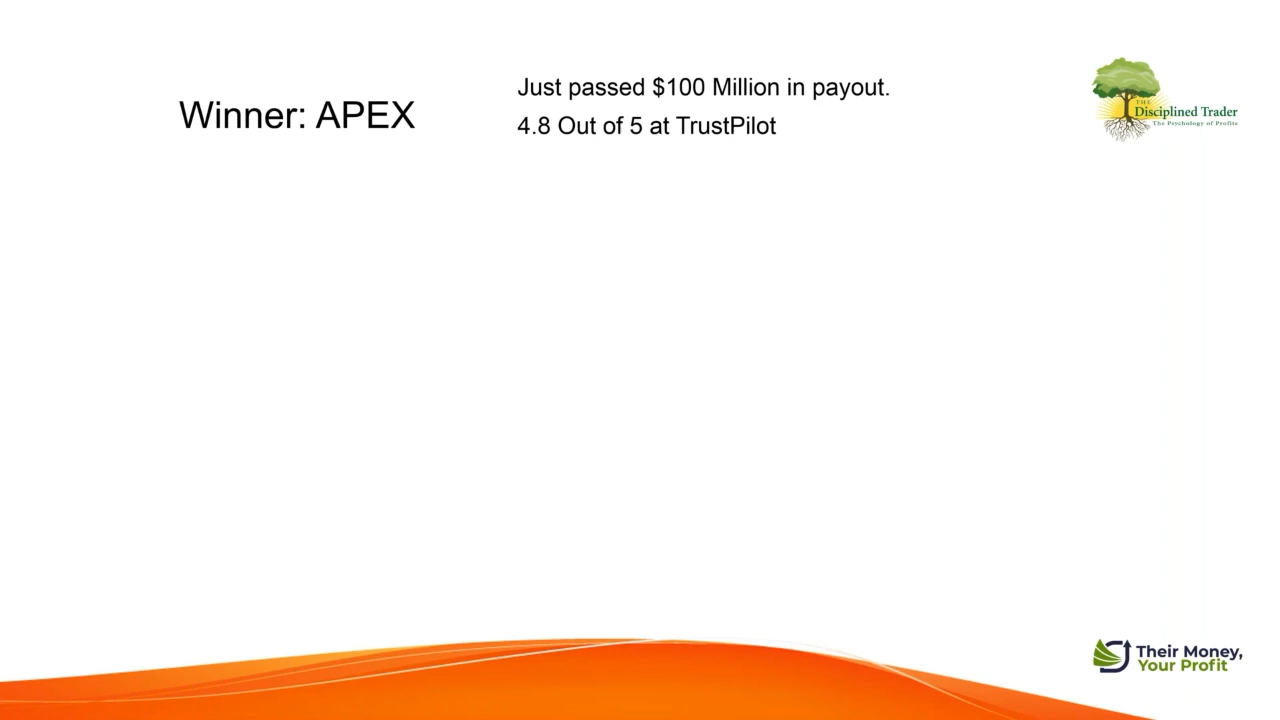 Winner: APEX
Just passed $100 Million in payout.
4.8 Out of 5 at TrustPilot
THE
Disciplined Trader
The Psychology of Profits
Their Money,
Your Profit